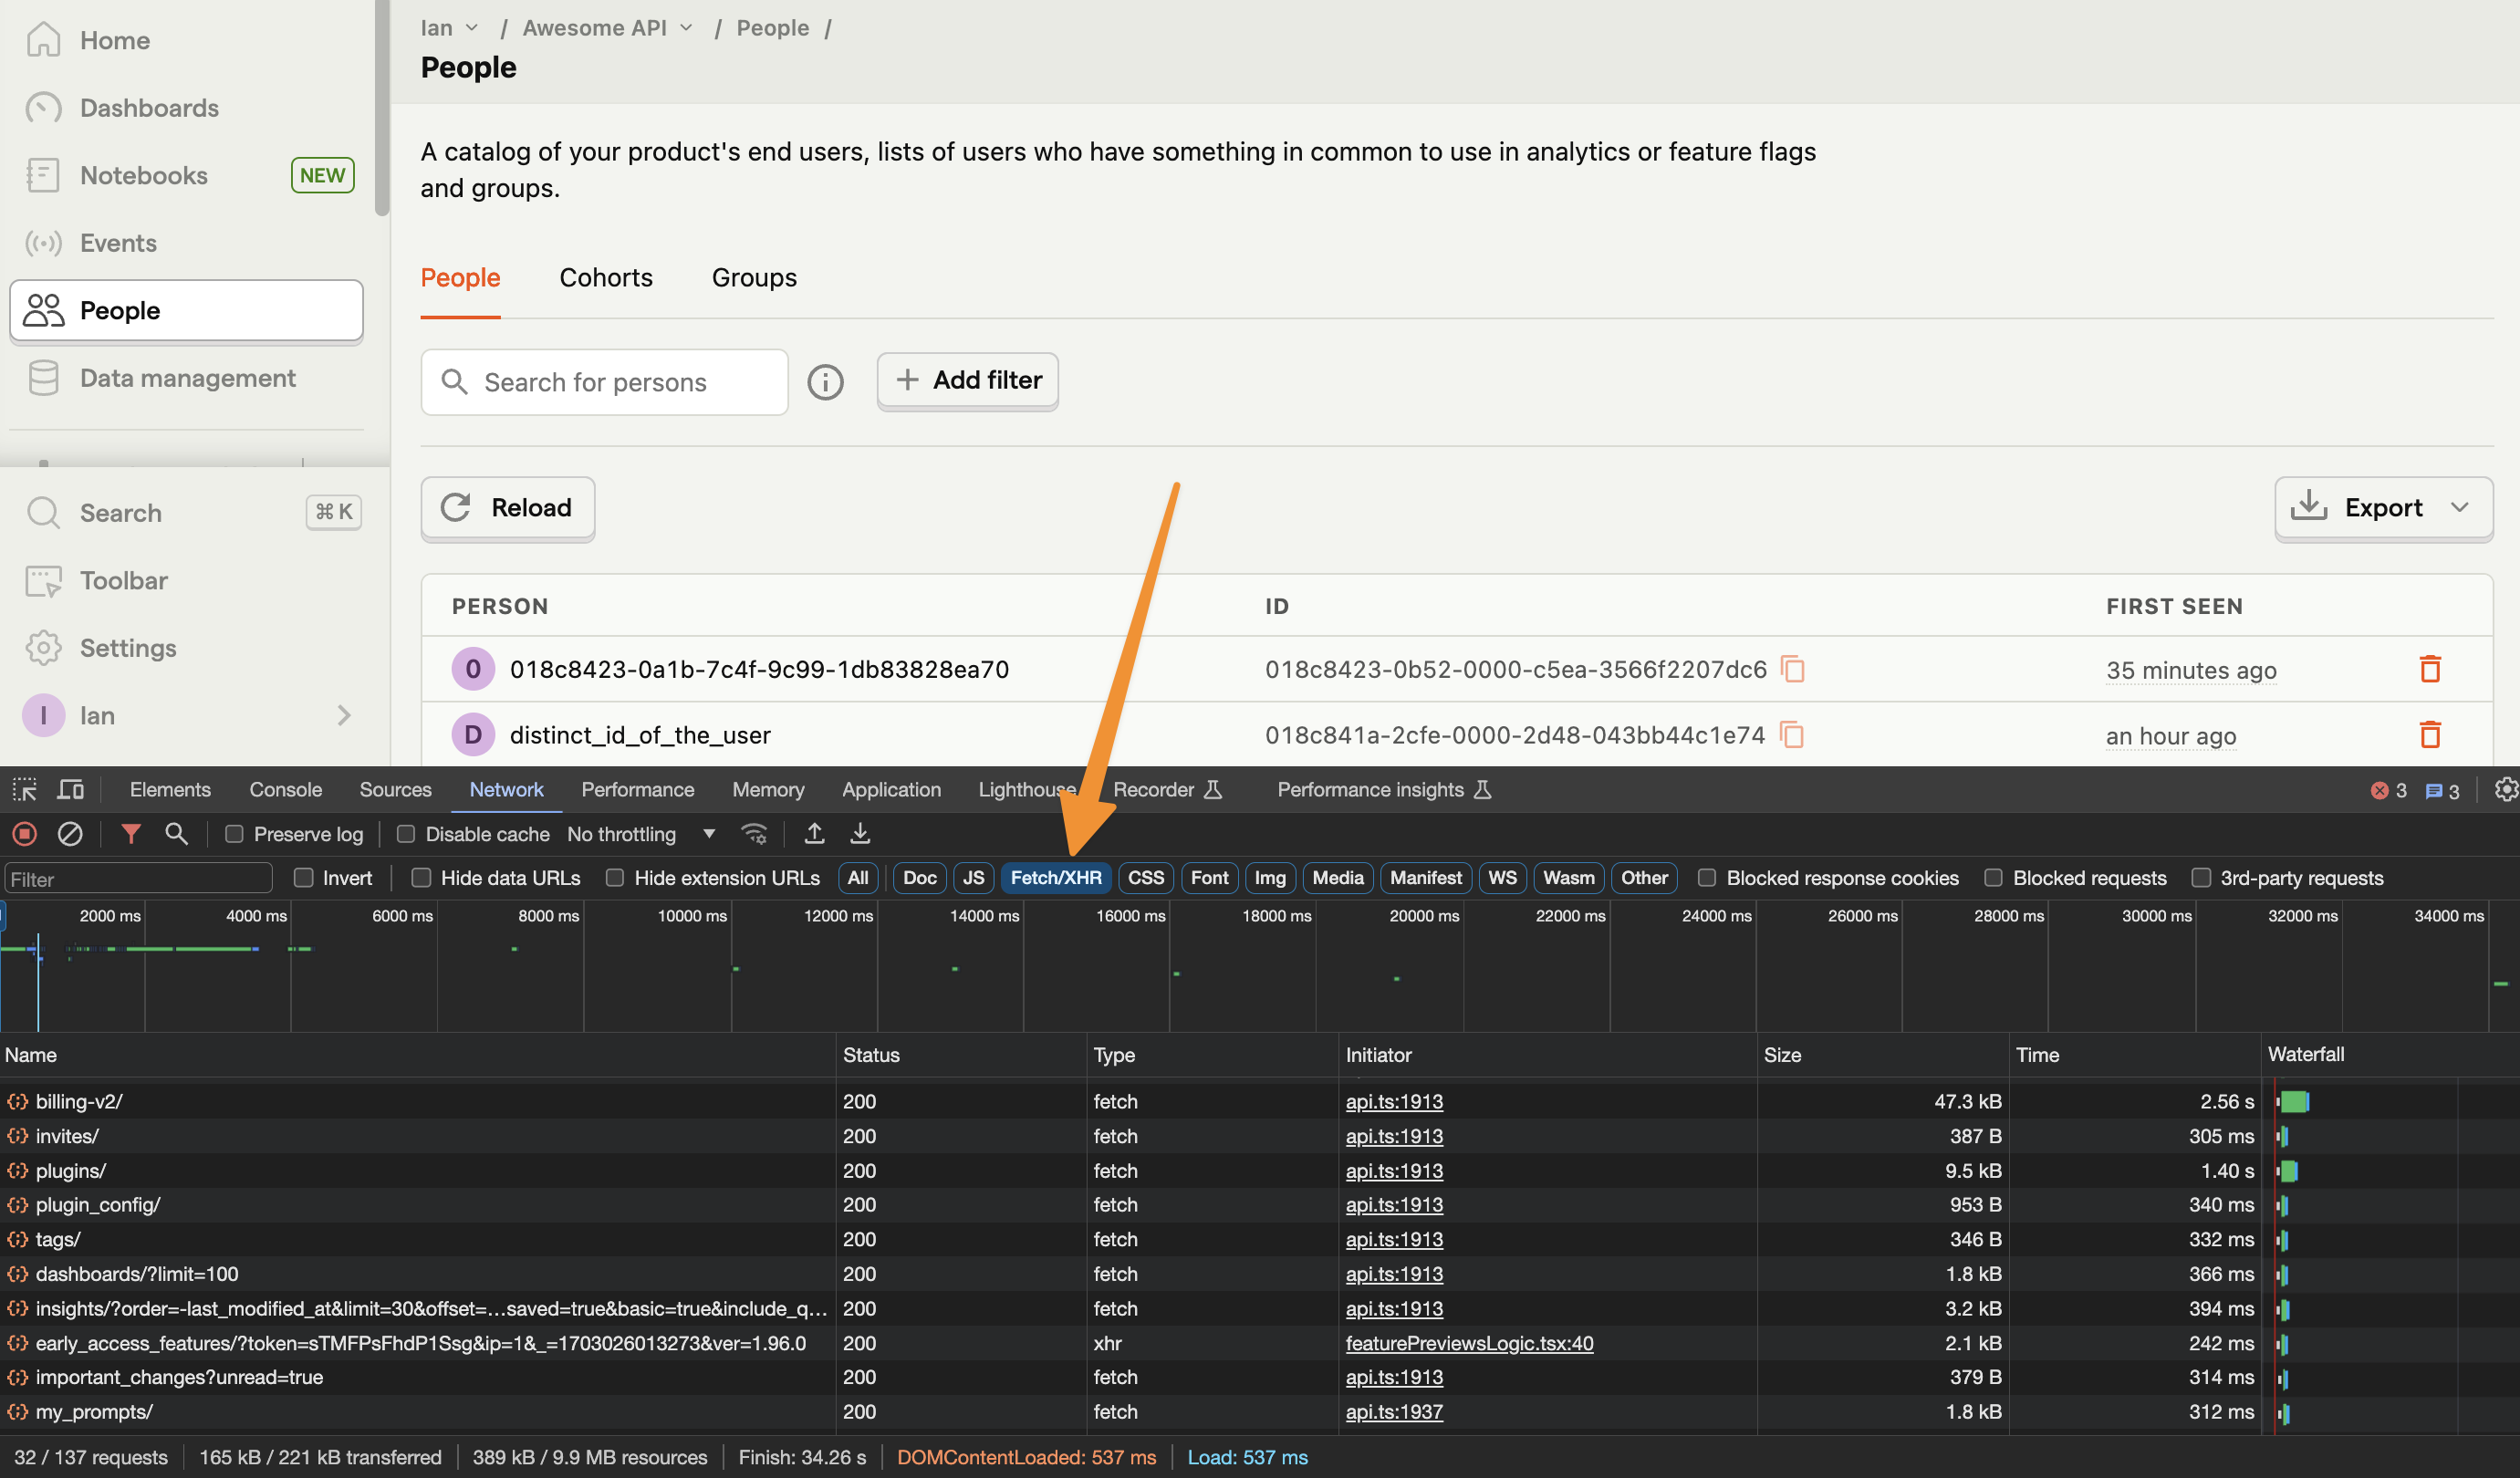 Home
Dashboards
Notebooks NEW
Events
People
Data management
Search ⌘ K
Toolbar
Settings
I Ian
Ian / Awesome API / People /
People
A catalog of your product's end users, lists of users who have something in common to use in analytics or feature flags
and groups.
People Cohorts Groups
Search for persons + Add filter
Reload Export
PERSON ID FIRST SEEN
0 018c8423-0a1b-7c4f-9c99-1db83828ea70 018c8423-0b52-0000-c5ea-3566f2207dc6 35 minutes ago
D distinct_id_of_the_user 018c841a-2cfe-0000-2d48-043bb44c1e74 an hour ago
Elements Console Sources Network Performance Memory Application Lighthouse Recorder Performance insights 3 3
Preserve log Disable cache No throttling
Filter Invert Hide data URLs Hide extension URLs All Doc JS Fetch/XHR CSS Font Img Media Manifest WS Wasm Other Blocked response cookies Blocked requests 3rd-party requests
2000 ms 4000 ms 6000 ms 8000 ms 10000 ms 12000 ms 14000 ms 16000 ms 18000 ms 20000 ms 22000 ms 24000 ms 26000 ms 28000 ms 30000 ms 32000 ms 34000 ms
Name Status Type Initiator Size Time Waterfall
billing-v2/ 200 fetch api.ts:1913 47.3 kB 2.56 s
invites/ 200 fetch api.ts:1913 387 B 305 ms
plugins/ 200 fetch api.ts:1913 9.5 kB 1.40 s
plugin_config/ 200 fetch api.ts:1913 953 B 340 ms
tags/ 200 fetch api.ts:1913 346 B 332 ms
dashboards/?limit=100 200 fetch api.ts:1913 1.8 kB 366 ms
insights/?order=-last_modified_at&limit=30&offset=…saved=true&basic=true&include_q… 200 fetch api.ts:1913 3.2 kB 394 ms
early_access_features/?token=sTMFPsFhdP1Ssg&ip=1&_=1703026013273&ver=1.96.0 200 xhr featurePreviewsLogic.tsx:40 2.1 kB 242 ms
important_changes?unread=true 200 fetch api.ts:1913 379 B 314 ms
my_prompts/ 200 fetch api.ts:1937 1.8 kB 312 ms
32 / 137 requests 165 kB / 221 kB transferred 389 kB / 9.9 MB resources Finish: 34.26 s DOMContentLoaded: 537 ms Load: 537 ms